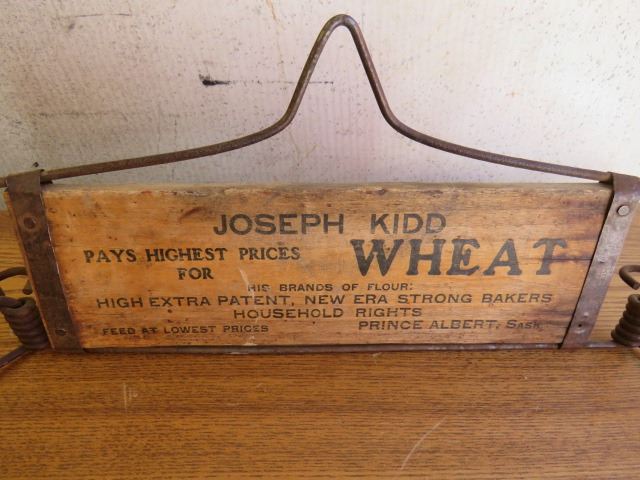 JOSEPH KIDD
PAYS HIGHEST PRICES FOR WHEAT
HIS BRANDS OF FLOUR:
HIGH EXTRA PATENT, NEW ERA STRONG BAKERS
HOUSEHOLD RIGHTS
FEED AT LOWEST PRICES PRINCE ALBERT, SASK.